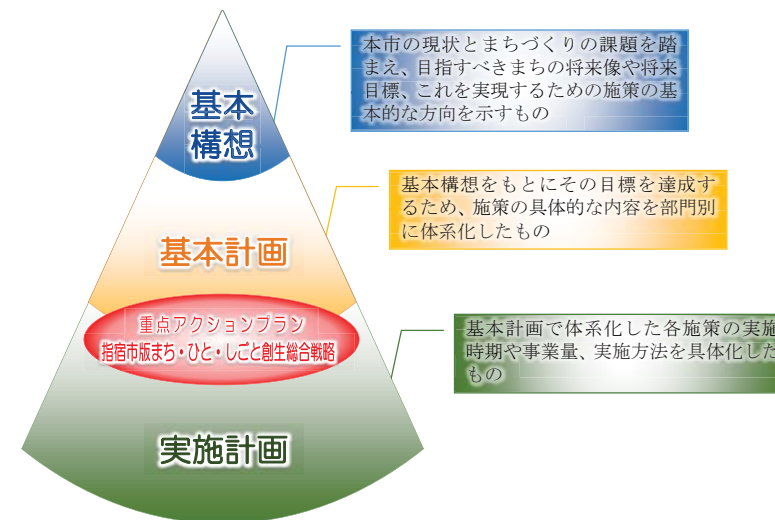 基本
構想
本市の現状とまちづくりの課題を踏
まえ、目指すべきまちの将来像や将来
目標、これを実現するための施策の基
本的な方向を示すもの
基本計画
基本構想をもとにその目標を達成す
るため、施策の具体的な内容を部門別
に体系化したもの
重点アクションプラン
指宿市版まち・ひと・しごと創生総合戦略
実施計画
基本計画で体系化した各施策の実施
時期や事業量、実施方法を具体化した
もの